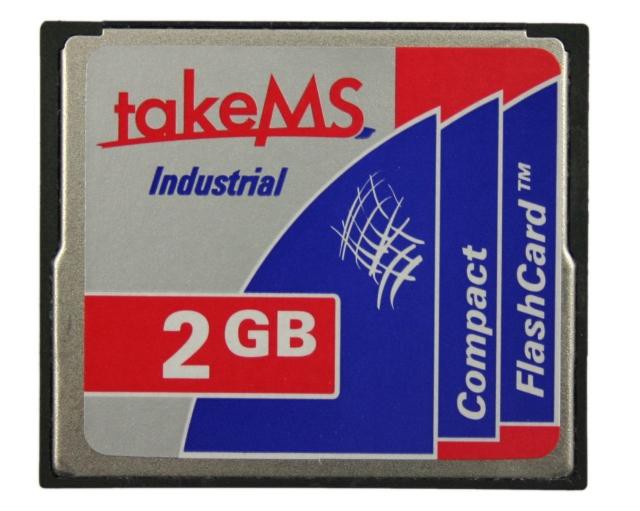 takeMS
Industrial
2 GB
Compact
FlashCard™